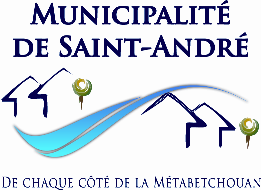 MUNICIPALITÉ
DE SAINT-ANDRÉ
DE CHAQUE CÔTÉ DE LA MÉTABETCHOUAN